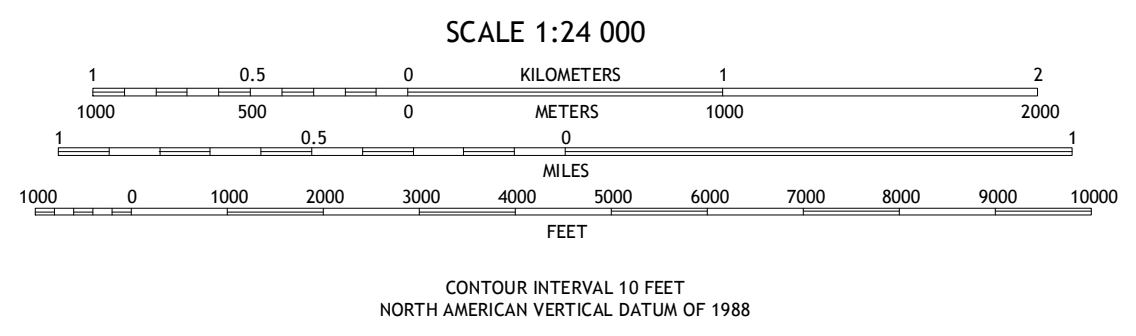 SCALE 1:24 000
1 0.5 0 KILOMETERS 1 2
1000 500 0 METERS 1000 2000
1 0.5 0 1
MILES
1000 0 1000 2000 3000 4000 5000 6000 7000 8000 9000 10000
FEET
CONTOUR INTERVAL 10 FEET
NORTH AMERICAN VERTICAL DATUM OF 1988